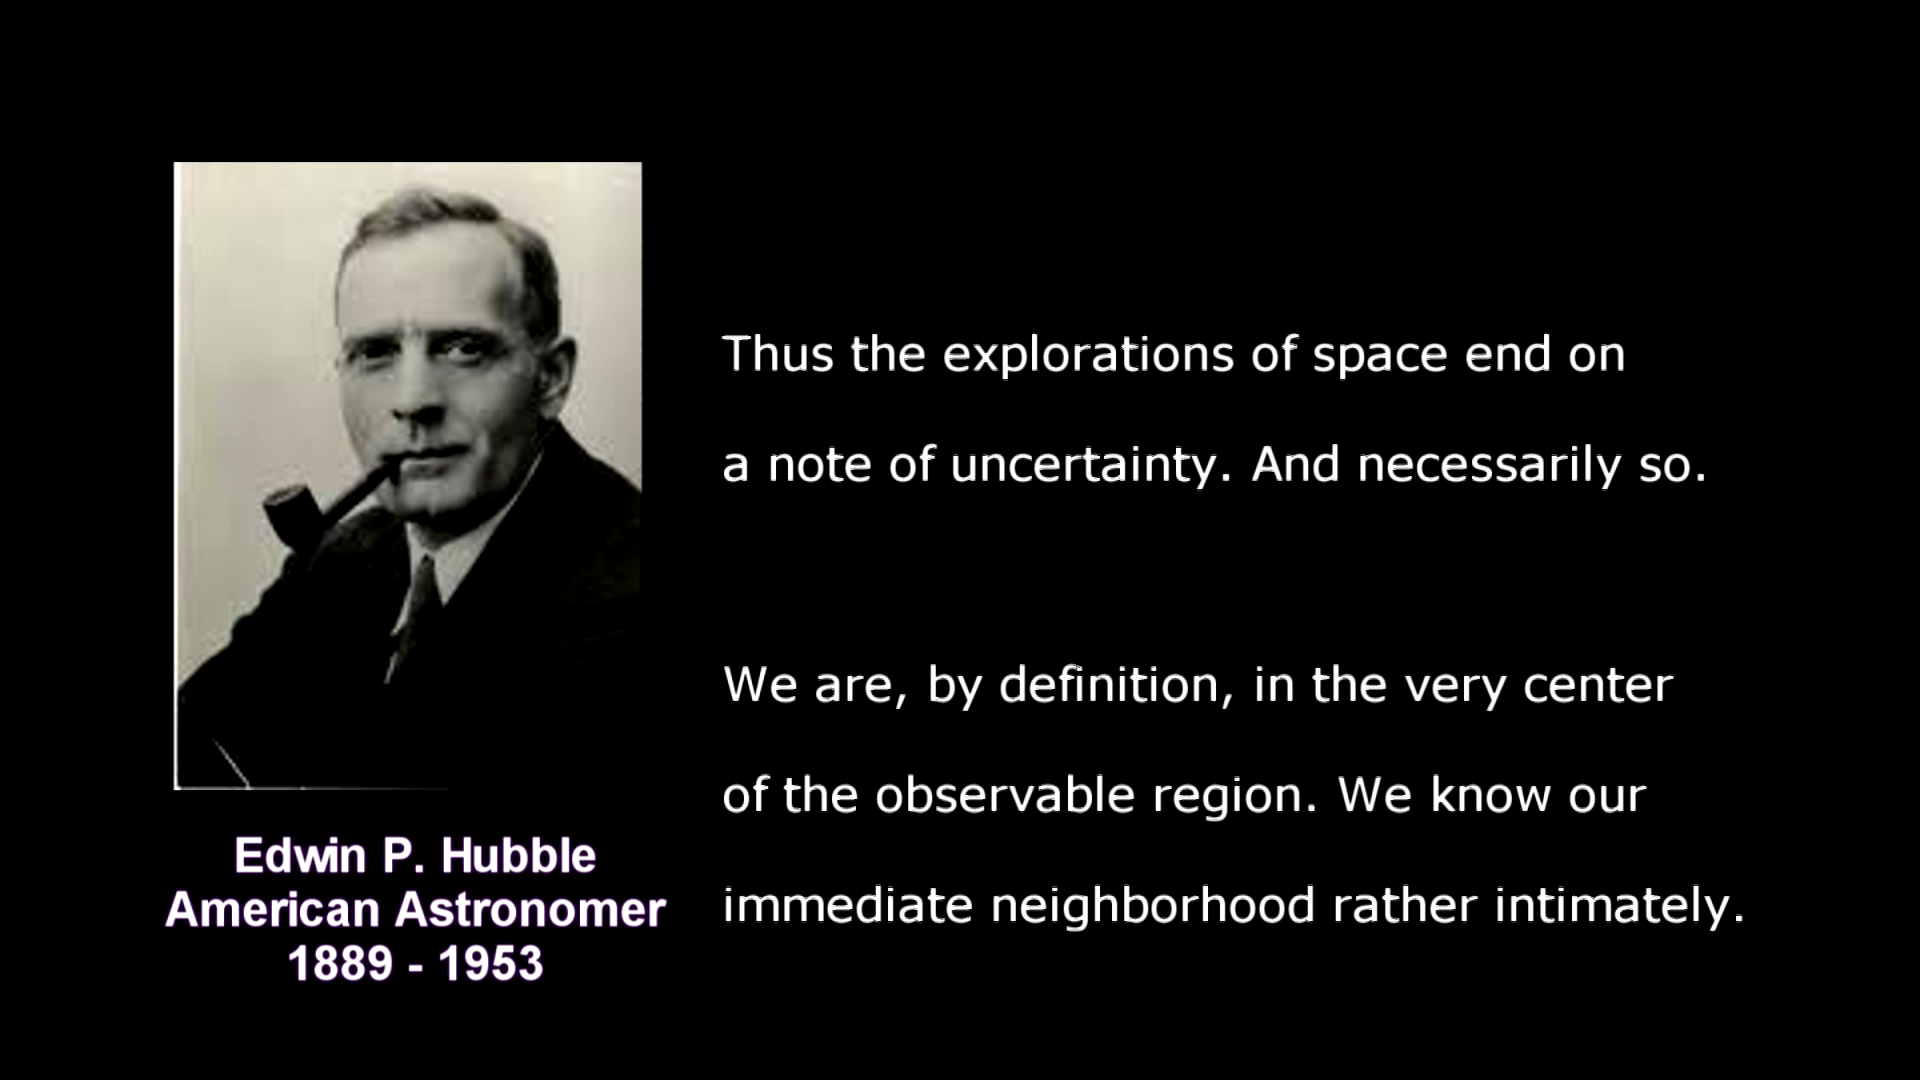 Thus the explorations of space end on
a note of uncertainty. And necessarily so.
We are, by definition, in the very center
of the observable region. We know our
immediate neighborhood rather intimately.
Edwin P. Hubble
American Astronomer
1889 - 1953